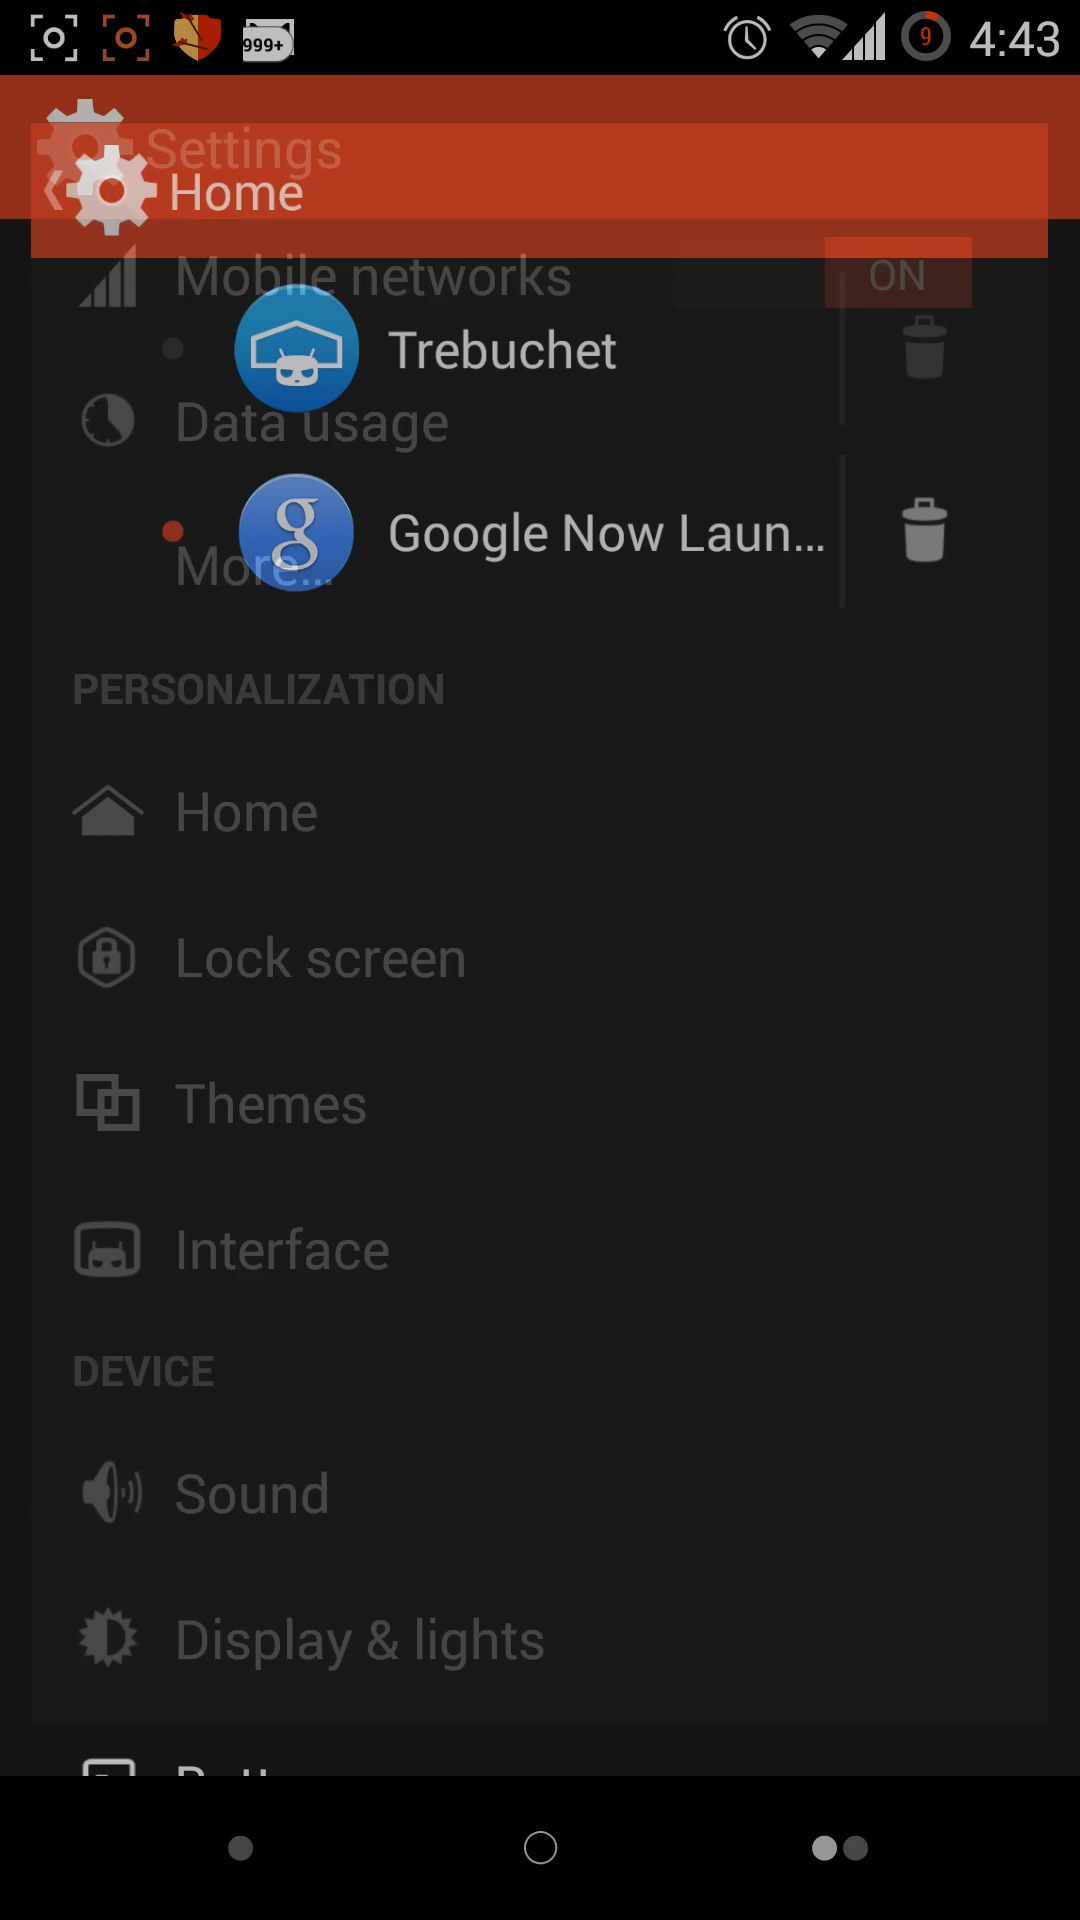 999+ 9 4:43
Settings
Home
Mobile networks ON
Trebuchet
Data usage
g Google Now Laun...
More...
PERSONALIZATION
Home
Lock screen
Themes
Interface
DEVICE
Sound
Display & lights